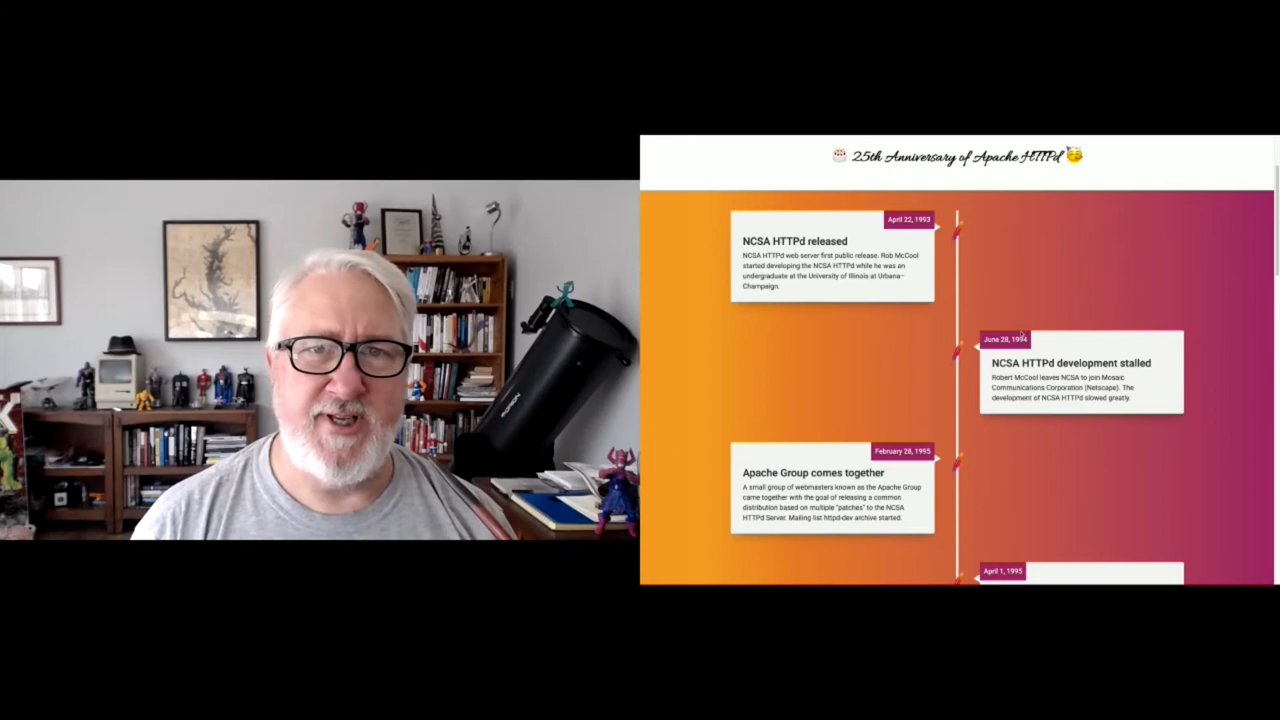 ORION
🎂 25th Anniversary of Apache HTTPd 🥳
April 22, 1993
NCSA HTTPd released
NCSA HTTPd web server first public release. Rob McCool
started developing the NCSA HTTPd while he was an
undergraduate at the University of Illinois at Urbana–
Champaign.
June 28, 1994
NCSA HTTPd development stalled
Robert McCool leaves NCSA to join Mosaic
Communications Corporation (Netscape). The
development of NCSA HTTPd slowed greatly.
February 28, 1995
Apache Group comes together
A small group of webmasters known as the Apache Group
came together with the goal of releasing a common
distribution based on multiple "patches" to the NCSA
HTTPd Server. Mailing list httpd-dev archive started.
April 1, 1995